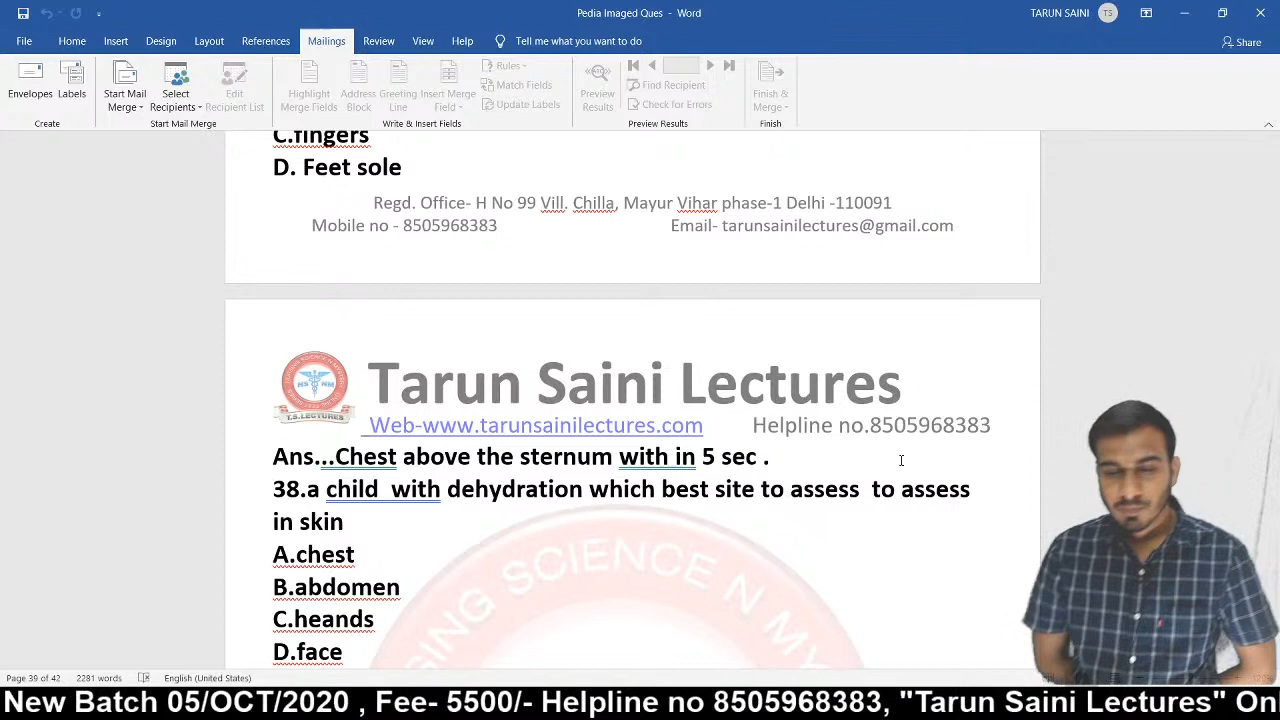 Pedia Imaged Ques - Word
TARUN SAINI TS
File Home Insert Design Layout References Mailings Review View Help Tell me what you want to do Share
Envelopes Labels Start Mail Merge Select Recipients Edit Recipient List Highlight Merge Fields Address Block Greeting Line Insert Merge Field Rules Match Fields Update Labels Preview Results Find Recipient Check for Errors Finish & Merge
Create Start Mail Merge Write & Insert Fields Preview Results Finish
C.fingers
D. Feet sole
Regd. Office- H No 99 Vill. Chilla, Mayur Vihar phase-1 Delhi -110091
Mobile no - 8505968383 Email- tarunsainilectures@gmail.com
T.S.LECTURES
Tarun Saini Lectures
Web-www.tarunsainilectures.com Helpline no.8505968383
Ans...Chest above the sternum with in 5 sec .
38.a child with dehydration which best site to assess to assess
in skin
A.chest
B.abdomen
C.heands
D.face
Page 39 of 42 2281 words English (United States)
New Batch 05/OCT/2020 , Fee- 5500/- Helpline no 8505968383, "Tarun Saini Lectures" On